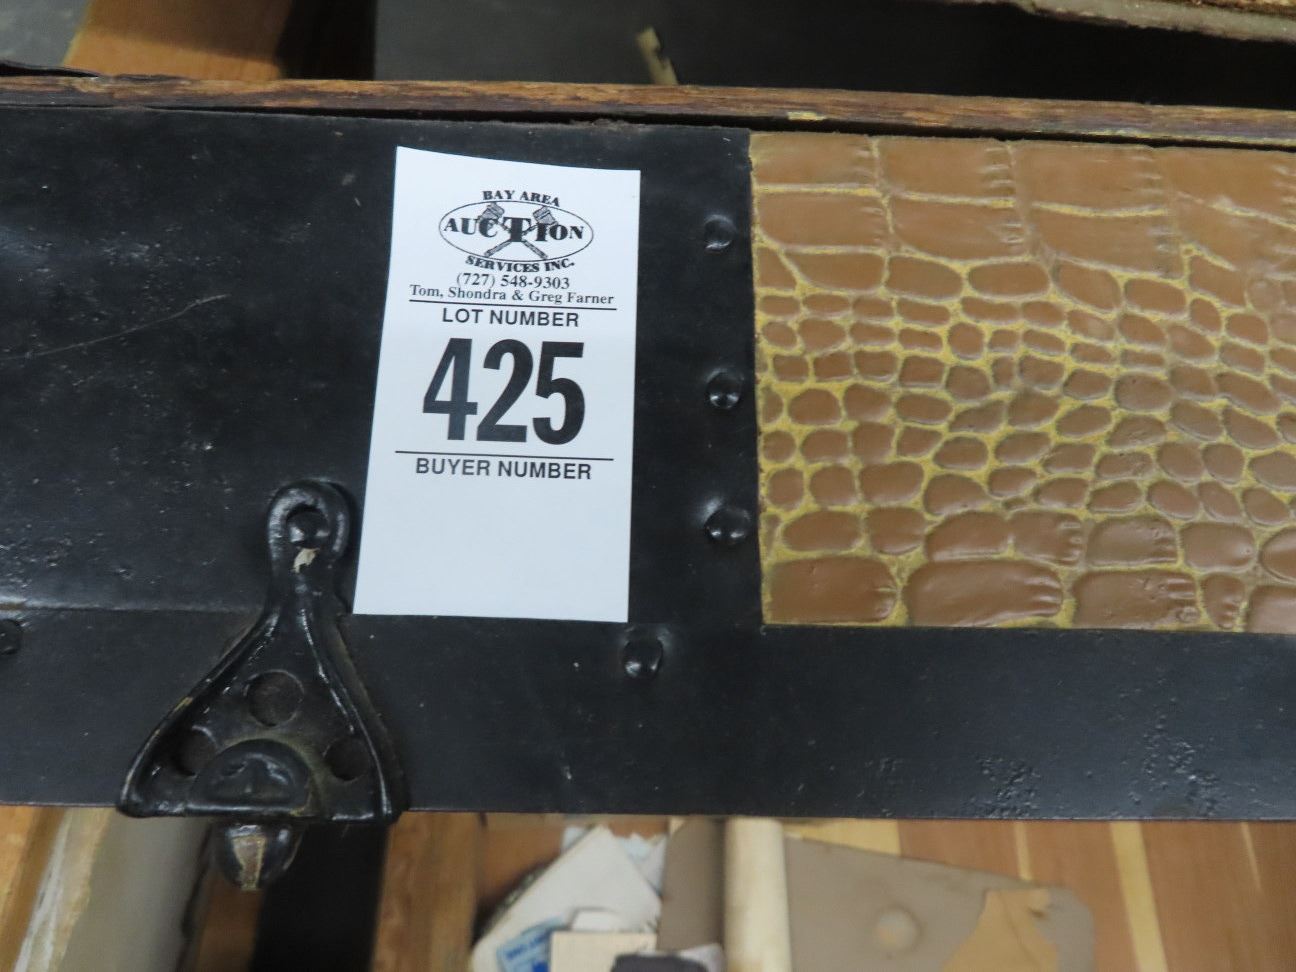 BAY AREA
AUCTION
SERVICES INC.
(727) 548-9303
Tom, Shondra & Greg Farner
LOT NUMBER
425
BUYER NUMBER